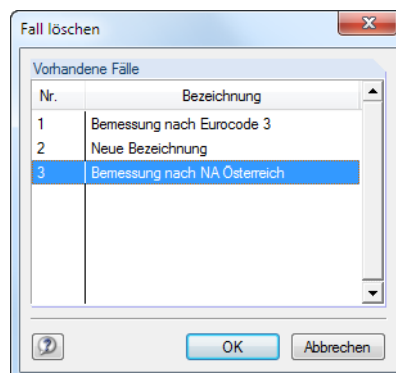 Fall löschen
Vorhandene Fälle
Nr. Bezeichnung
1 Bemessung nach Eurocode 3
2 Neue Bezeichnung
3 Bemessung nach NA Österreich
OK Abbrechen